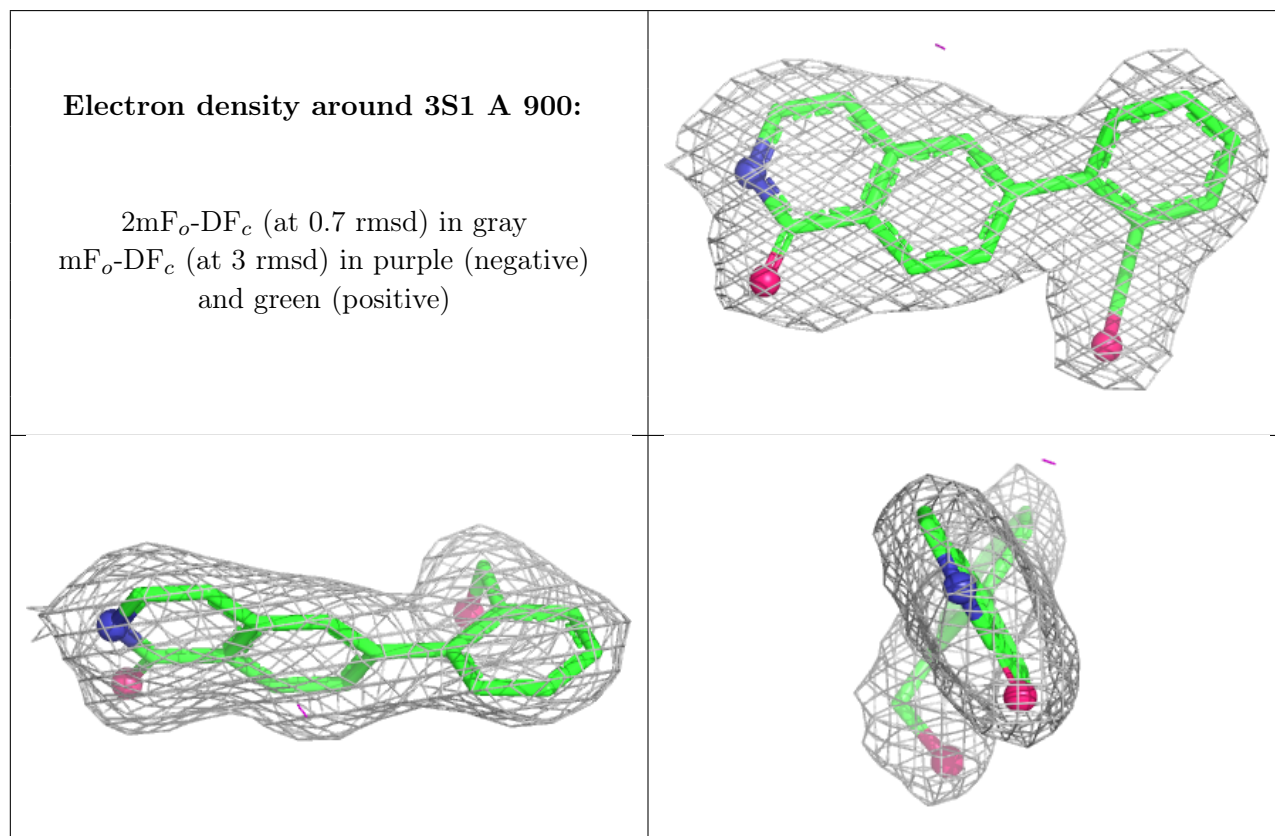 Electron density around 3S1 A 900:
2mFₒ-DF𝒸 (at 0.7 rmsd) in gray
mFₒ-DF𝒸 (at 3 rmsd) in purple (negative)
and green (positive)